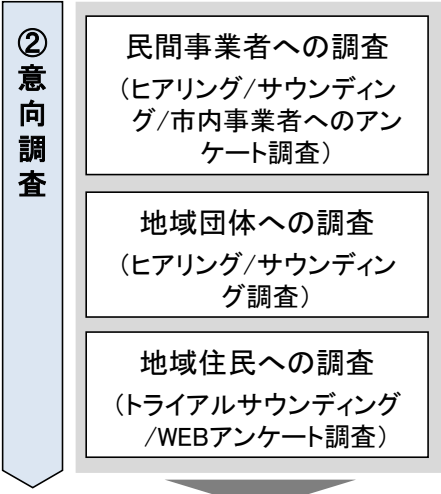 ②意向調査
民間事業者への調査
（ヒアリング/サウンディン
グ/市内事業者へのアン
ケート調査）
地域団体への調査
（ヒアリング/サウンディン
グ調査）
地域住民への調査
（トライアルサウンディング
/WEBアンケート調査）